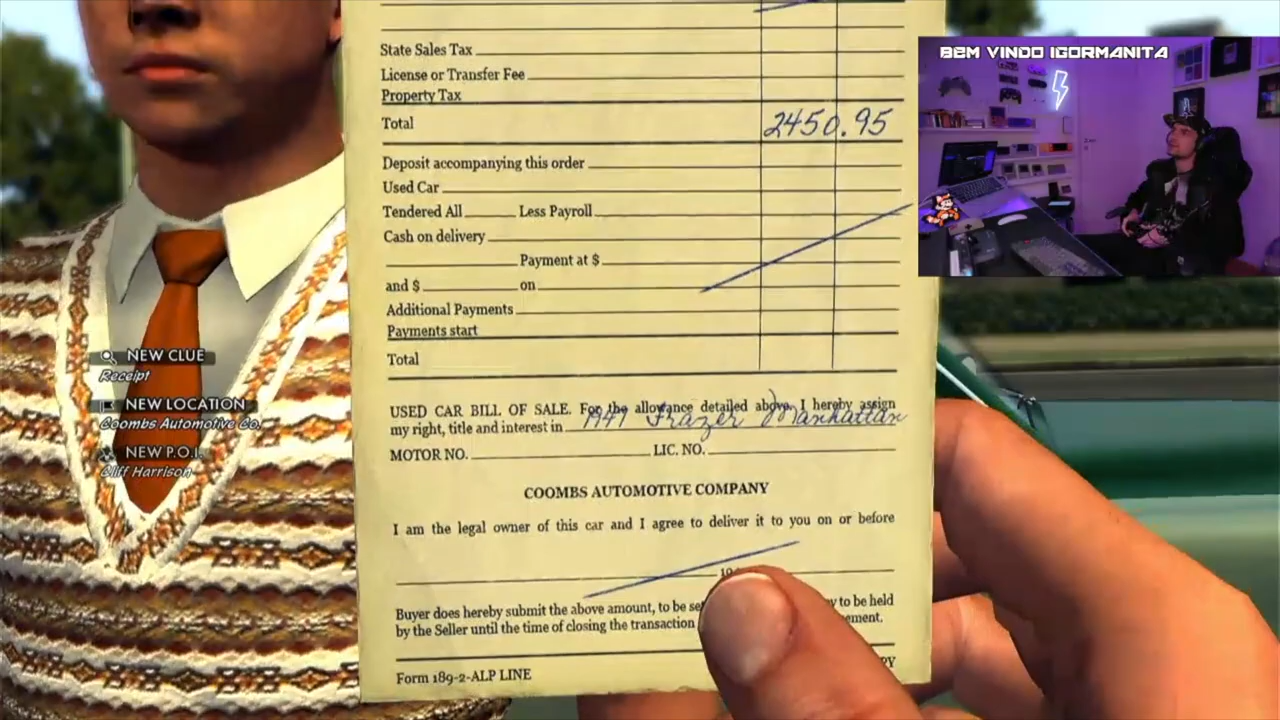 State Sales Tax
License or Transfer Fee
Property Tax
Total 2450.95
Deposit accompanying this order
Used Car
Tendered All Less Payroll
Cash on delivery
Payment at $
and $ on
Additional Payments
Payments start
Total
USED CAR BILL OF SALE. For the allowance detailed above, I hereby assign
my right, title and interest in 1947 Frazer Manhattan
MOTOR NO. LIC. NO.
COOMBS AUTOMOTIVE COMPANY
I am the legal owner of this car and I agree to deliver it to you on or before
Buyer does hereby submit the above amount, to be to be held
by the Seller until the time of closing the transaction
Form 189-2-ALP LINE
NEW CLUE
Receipt
NEW LOCATION
Coombs Automotive Co.
NEW P.O.I.
Cliff Harrison
BEM VINDO IGORMANITA